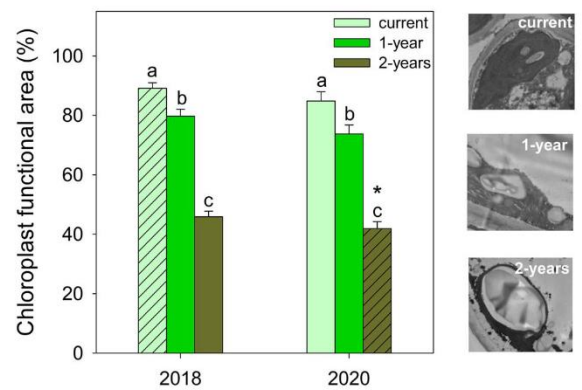 Chloroplast functional area (%)
100
80
60
40
20
0
current
1-year
2-years
a
b
c
a
b
*
c
2018
2020
current
1-year
2-years